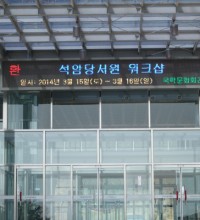 환 석암당서원 워크샵
일시: 2014년 3월 15일(토) – 3월 16일(일)